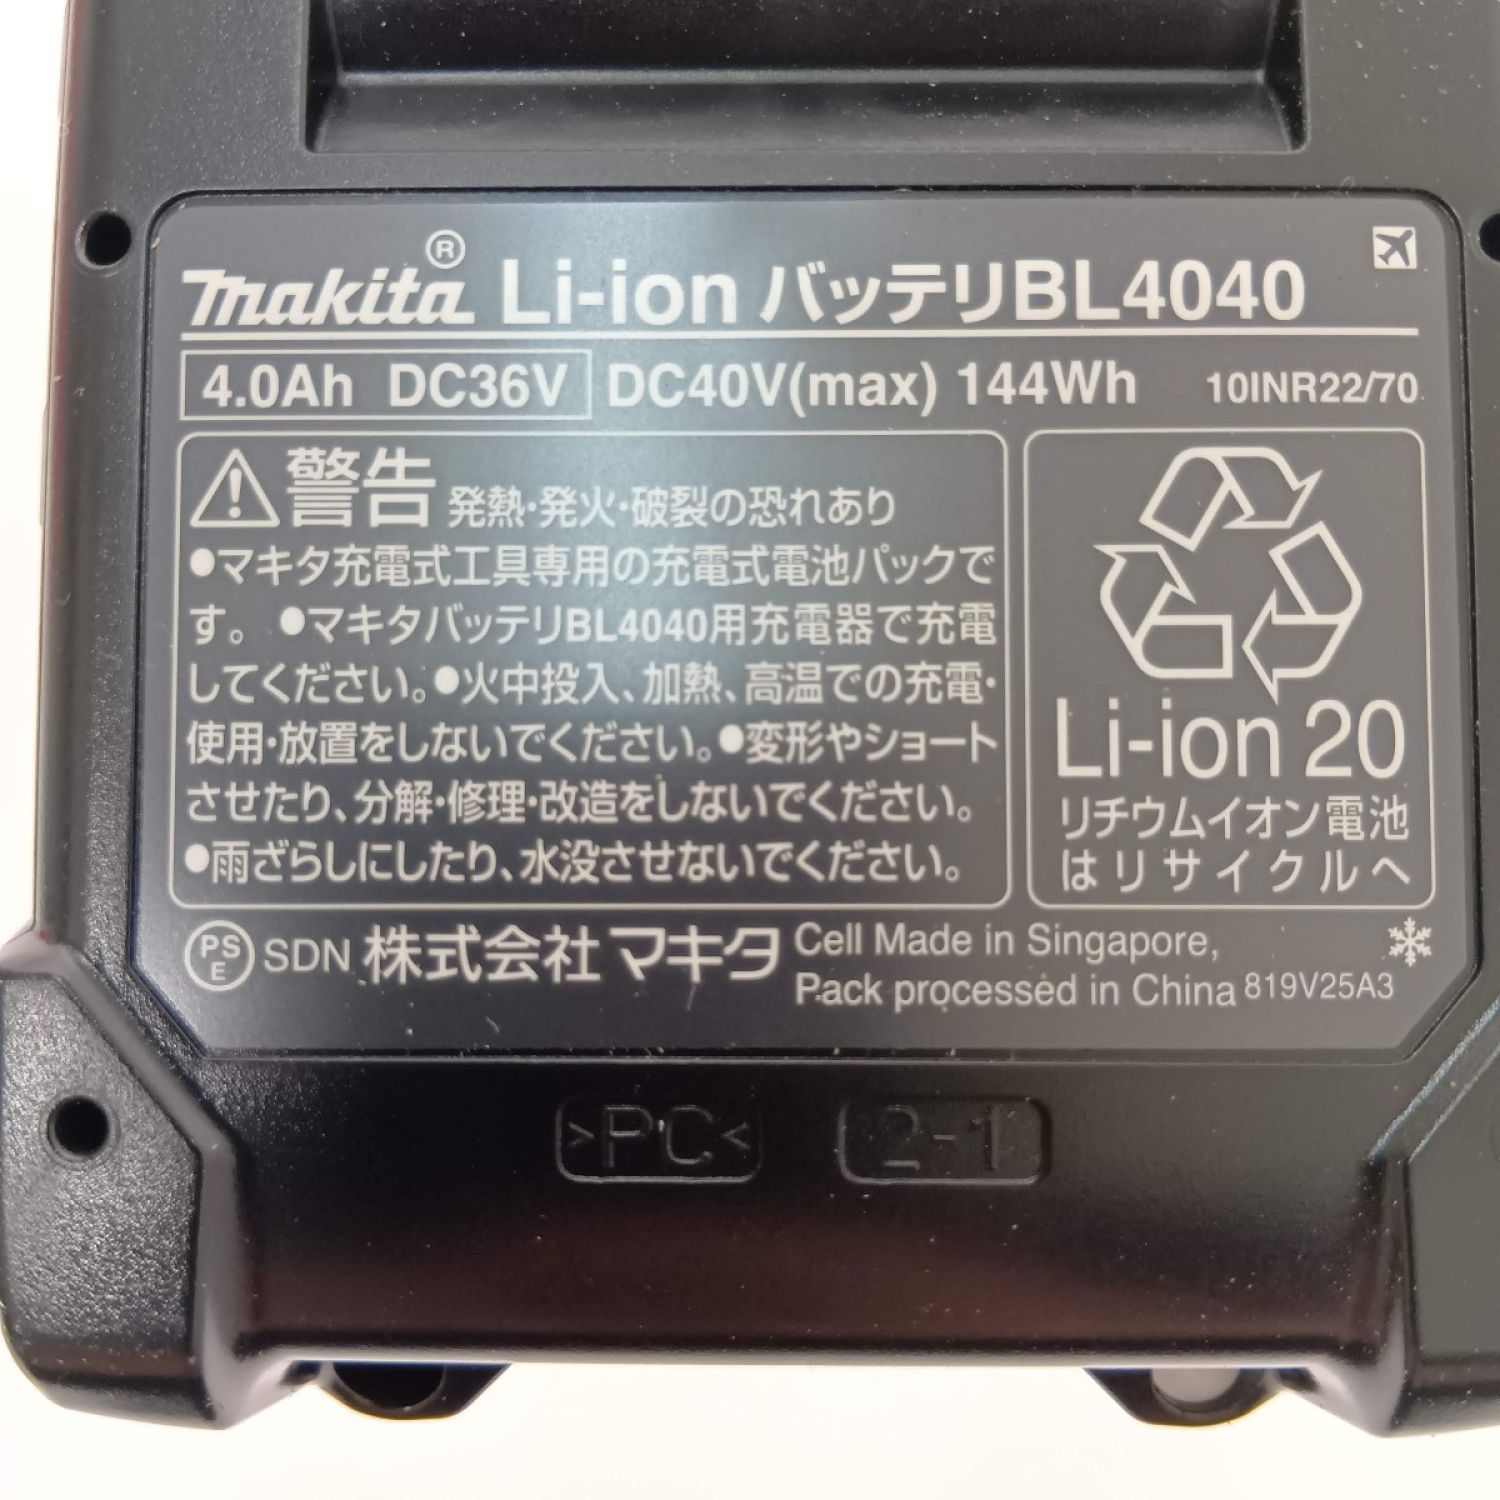 makita® Li-ion バッテリBL4040
4.0Ah DC36V DC40V(max) 144Wh 10INR22/70
警告 発熱・発火・破裂の恐れあり
●マキタ充電式工具専用の充電式電池パックで
す。 ●マキタバッテリBL4040用充電器で充電
してください。●火中投入、加熱、高温での充電・
使用・放置をしないでください。●変形やショート
させたり、分解・修理・改造をしないでください。
●雨ざらしにしたり、水没させないでください。
Li-ion 20
リチウムイオン電池
はリサイクルへ
PS
E
SDN 株式会社マキタ
Cell Made in Singapore,
Pack processed in China 819V25A3
>PC< 2-1